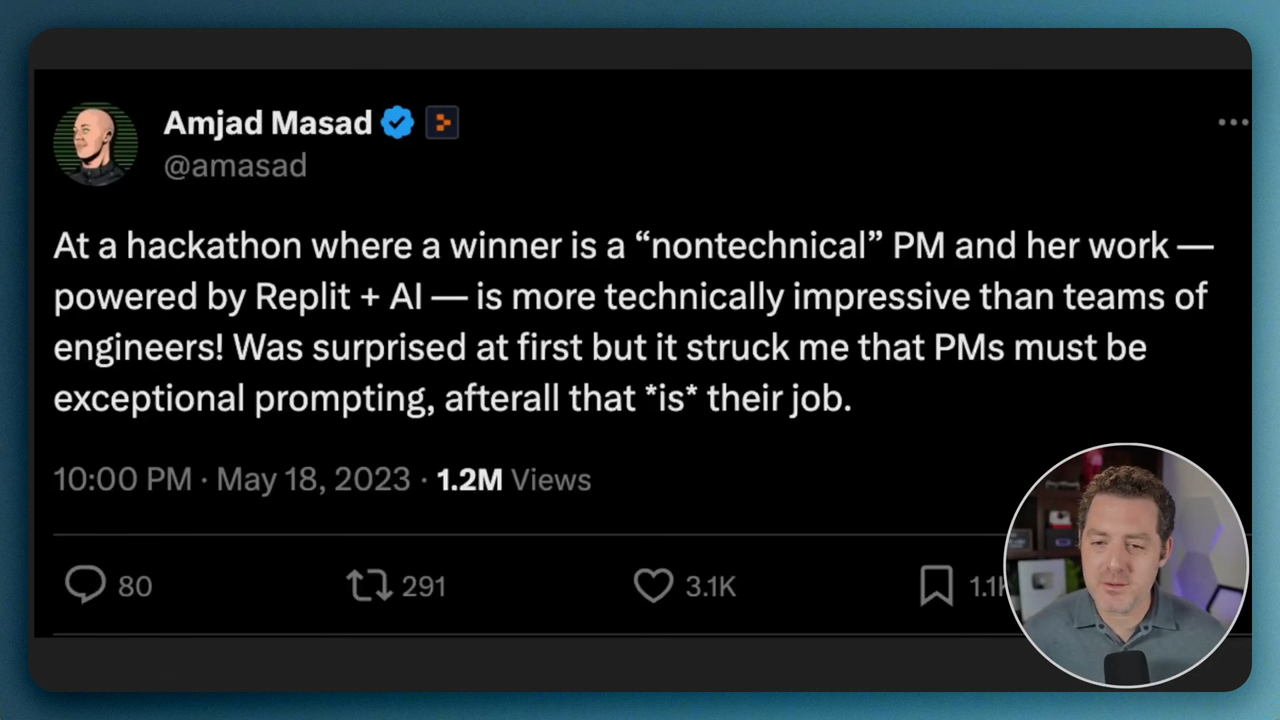 Amjad Masad
@amasad
At a hackathon where a winner is a “nontechnical” PM and her work —
powered by Replit + AI — is more technically impressive than teams of
engineers! Was surprised at first but it struck me that PMs must be
exceptional prompting, afterall that *is* their job.
10:00 PM · May 18, 2023 · 1.2M Views
80 291 3.1K 1.1K